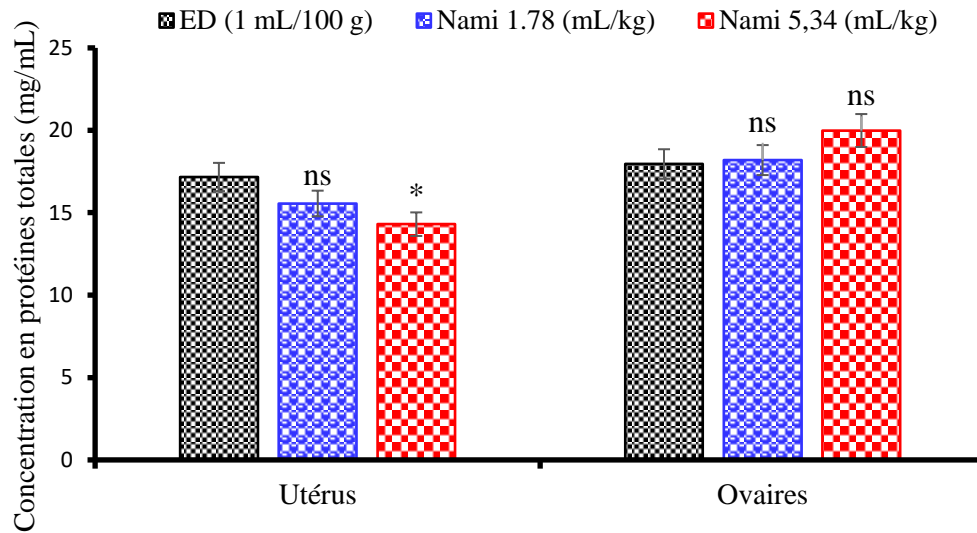 ED (1 mL/100 g) Nami 1.78 (mL/kg) Nami 5,34 (mL/kg)
Concentration en protéines totales (mg/mL)
25
20
15
10
5
0
ns
*
ns
ns
Utérus Ovaires